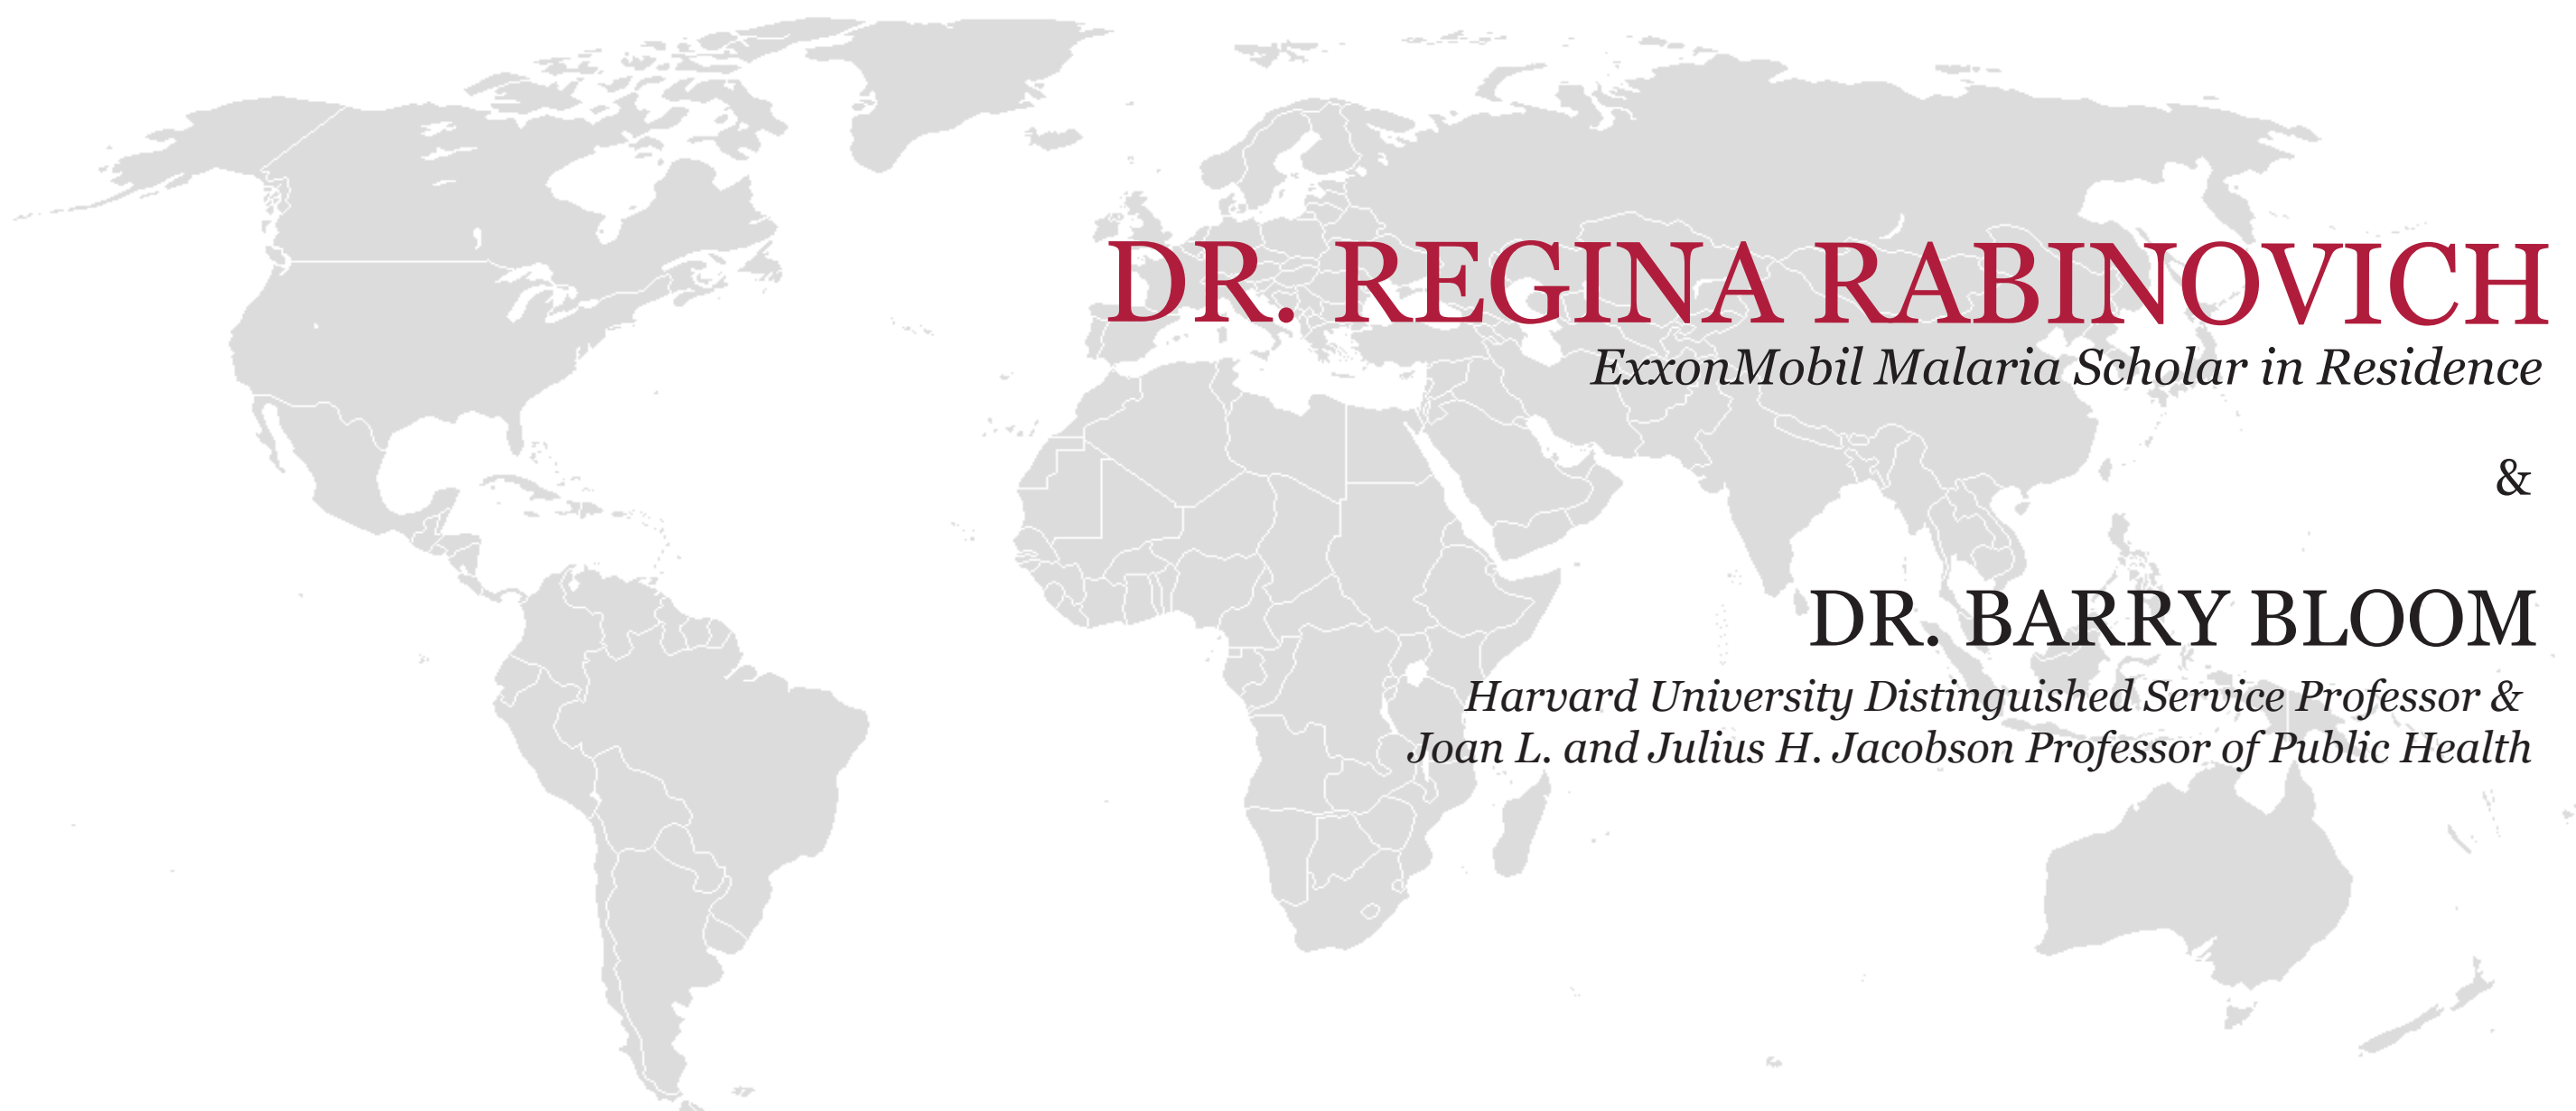 DR. REGINA RABINOVICH
ExxonMobil Malaria Scholar in Residence
&
DR. BARRY BLOOM
Harvard University Distinguished Service Professor &
Joan L. and Julius H. Jacobson Professor of Public Health